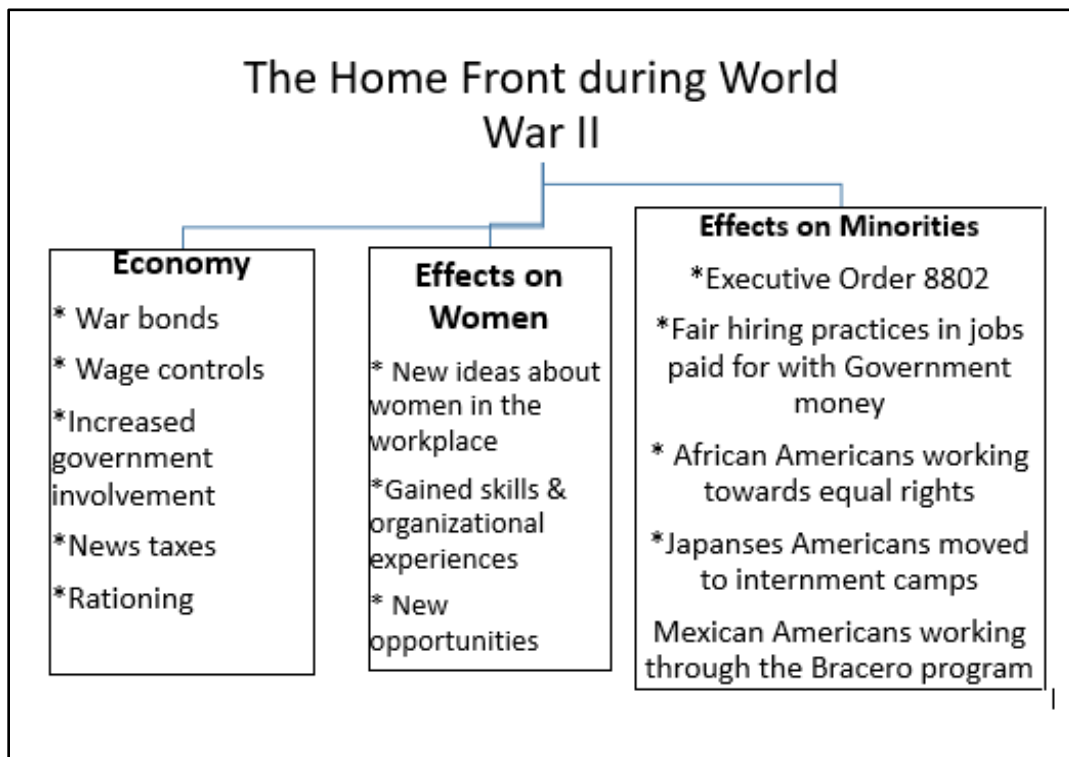 The Home Front during World
War II
Economy
* War bonds
* Wage controls
*Increased
government
involvement
*News taxes
*Rationing
Effects on
Women
* New ideas about
women in the
workplace
*Gained skills &
organizational
experiences
* New
opportunities
Effects on Minorities
*Executive Order 8802
*Fair hiring practices in jobs
paid for with Government
money
* African Americans working
towards equal rights
*Japanses Americans moved
to internment camps
Mexican Americans working
through the Bracero program